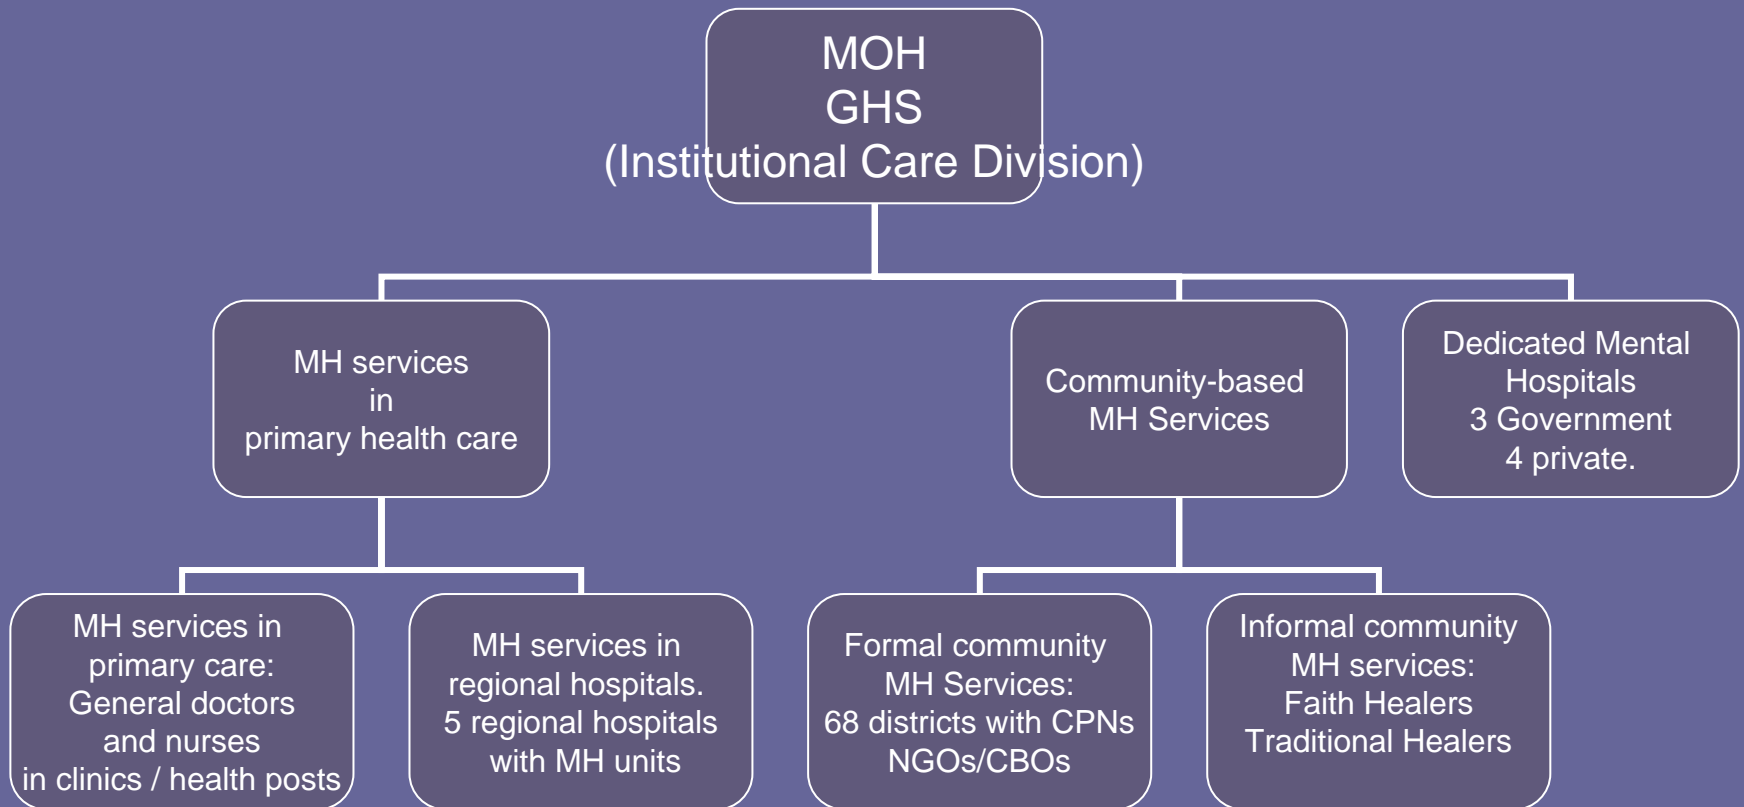 MOH
GHS
(Institutional Care Division)
MH services
in
primary health care
Community-based
MH Services
Dedicated Mental
Hospitals
3 Government
4 private.
MH services in
primary care:
General doctors
and nurses
in clinics / health posts
MH services in
regional hospitals.
5 regional hospitals
with MH units
Formal community
MH Services:
68 districts with CPNs
NGOs/CBOs
Informal community
MH services:
Faith Healers
Traditional Healers